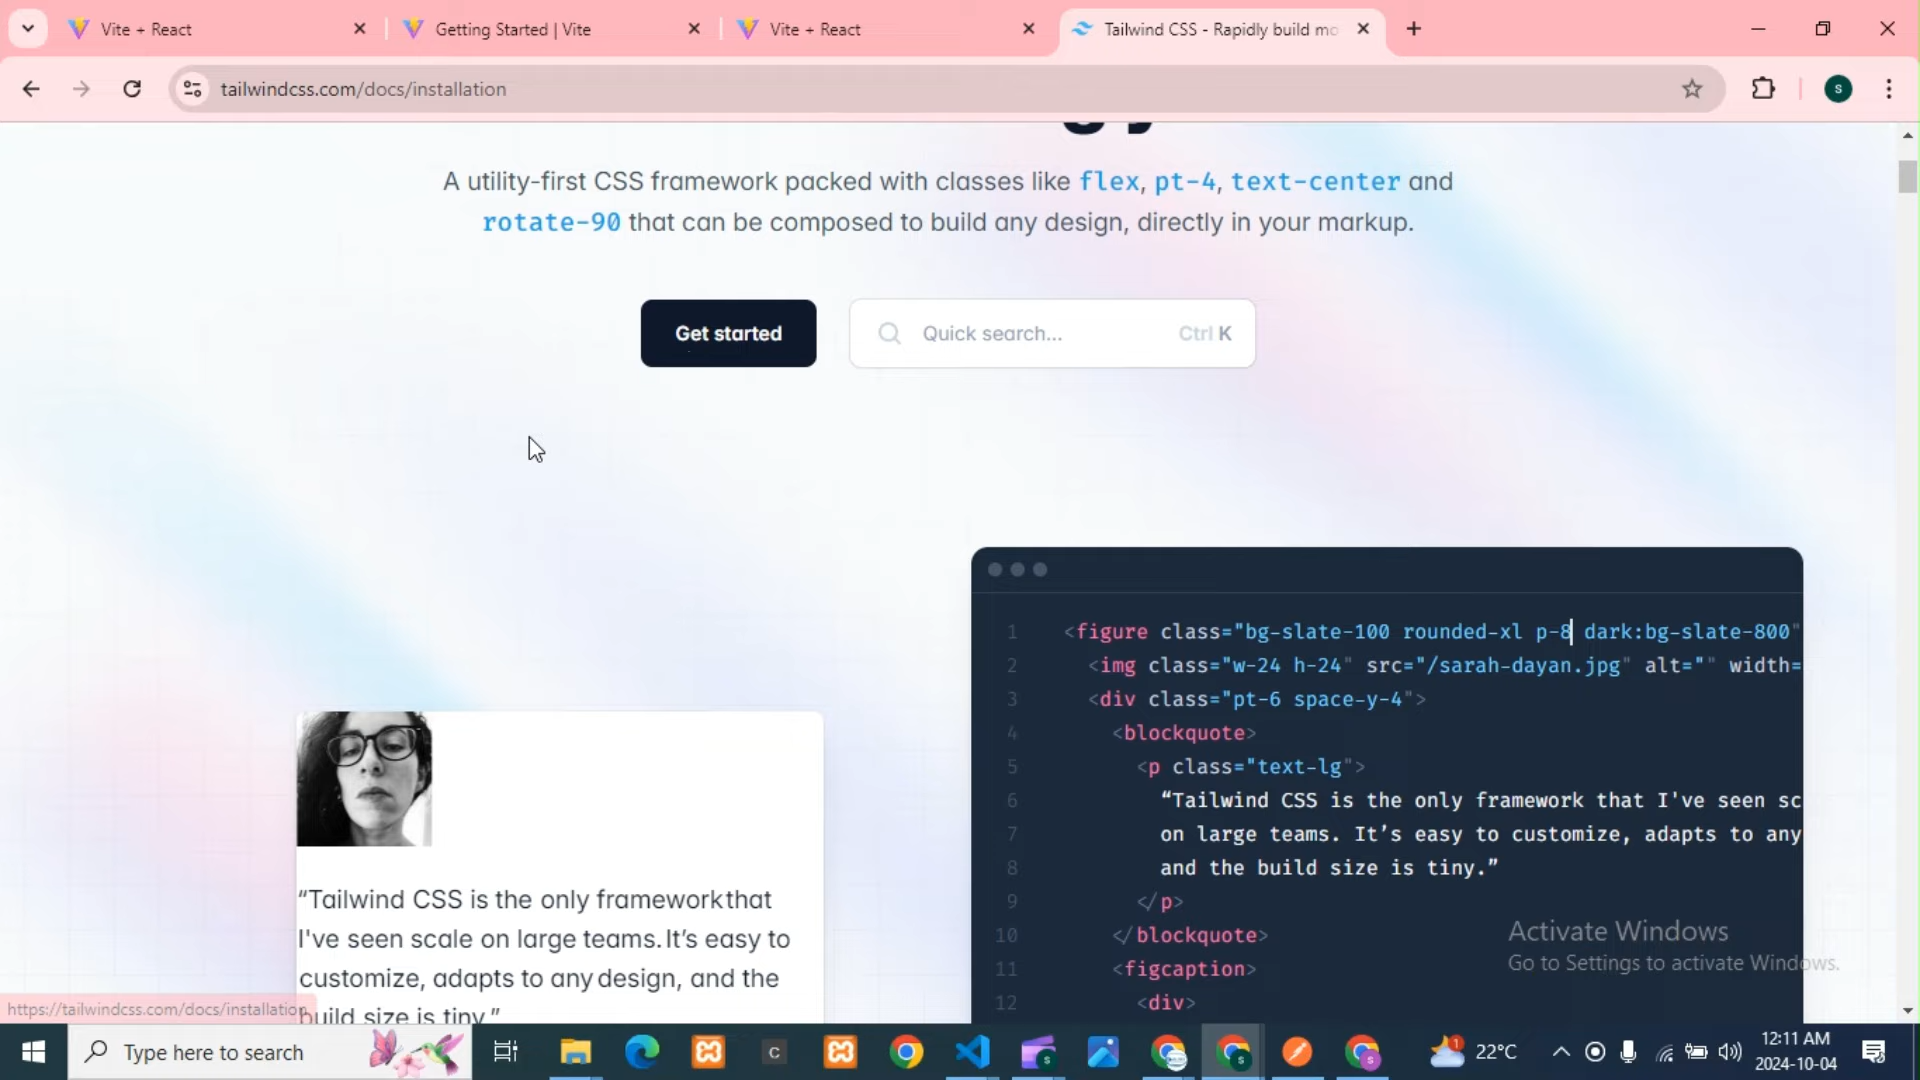 Vite + React
Getting Started | Vite
Vite + React
Tailwind CSS - Rapidly build mo
tailwindcss.com/docs/installation
S
A utility-first CSS framework packed with classes like flex, pt-4, text-center and
rotate-90 that can be composed to build any design, directly in your markup.
Get started
Quick search...
Ctrl K
1 <figure class="bg-slate-100 rounded-xl p-8 dark:bg-slate-800"
2 <img class="w-24 h-24" src="/sarah-dayan.jpg" alt="" width=
3 <div class="pt-6 space-y-4">
4 <blockquote>
5 <p class="text-lg">
6 “Tailwind CSS is the only framework that I've seen sc
7 on large teams. It’s easy to customize, adapts to any
8 and the build size is tiny.”
9 </p>
10 </blockquote>
11 <figcaption>
12 <div>
“Tailwind CSS is the only framework that
I've seen scale on large teams. It’s easy to
customize, adapts to any design, and the
build size is tiny.”
Activate Windows
Go to Settings to activate Windows.
https://tailwindcss.com/docs/installation
Type here to search
22°C
12:11 AM
2024-10-04